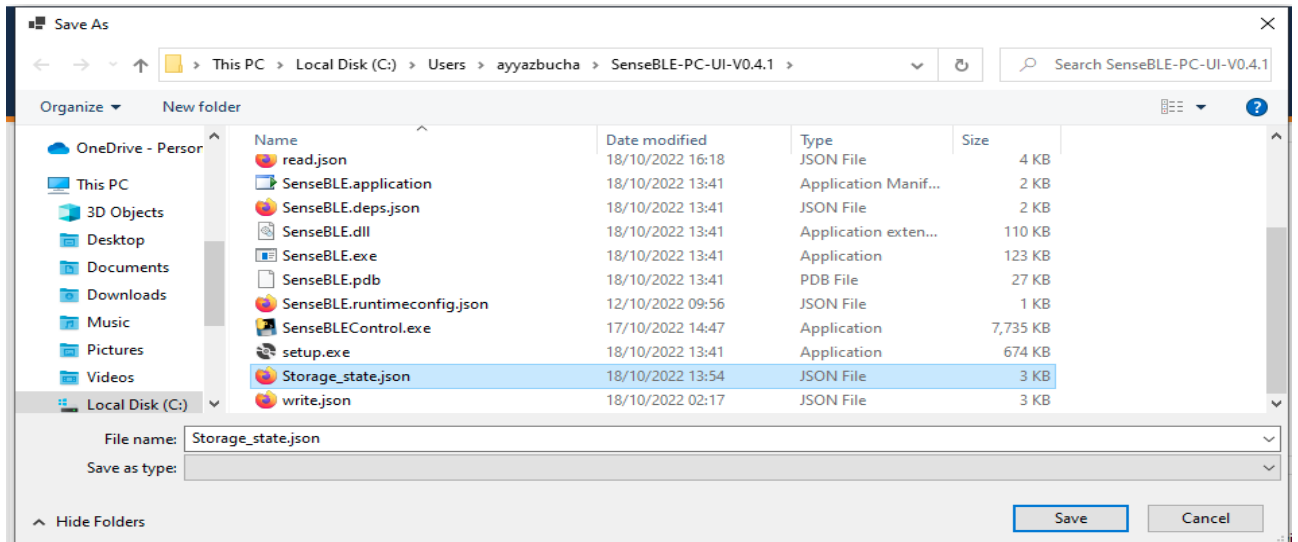 Save As
This PC > Local Disk (C:) > Users > ayyazbucha > SenseBLE-PC-UI-V0.4.1 >
Search SenseBLE-PC-UI-V0.4.1
Organize New folder
OneDrive - Person
This PC
3D Objects
Desktop
Documents
Downloads
Music
Pictures
Videos
Local Disk (C:)
Name Date modified Type Size
read.json 18/10/2022 16:18 JSON File 4 KB
SenseBLE.application 18/10/2022 13:41 Application Manif... 2 KB
SenseBLE.deps.json 18/10/2022 13:41 JSON File 2 KB
SenseBLE.dll 18/10/2022 13:41 Application exten... 110 KB
SenseBLE.exe 18/10/2022 13:41 Application 123 KB
SenseBLE.pdb 18/10/2022 13:41 PDB File 27 KB
SenseBLE.runtimeconfig.json 12/10/2022 09:56 JSON File 1 KB
SenseBLEControl.exe 17/10/2022 14:47 Application 7,735 KB
setup.exe 18/10/2022 13:41 Application 674 KB
Storage_state.json 18/10/2022 13:54 JSON File 3 KB
write.json 18/10/2022 02:17 JSON File 3 KB
File name: Storage_state.json
Save as type:
Hide Folders
Save Cancel